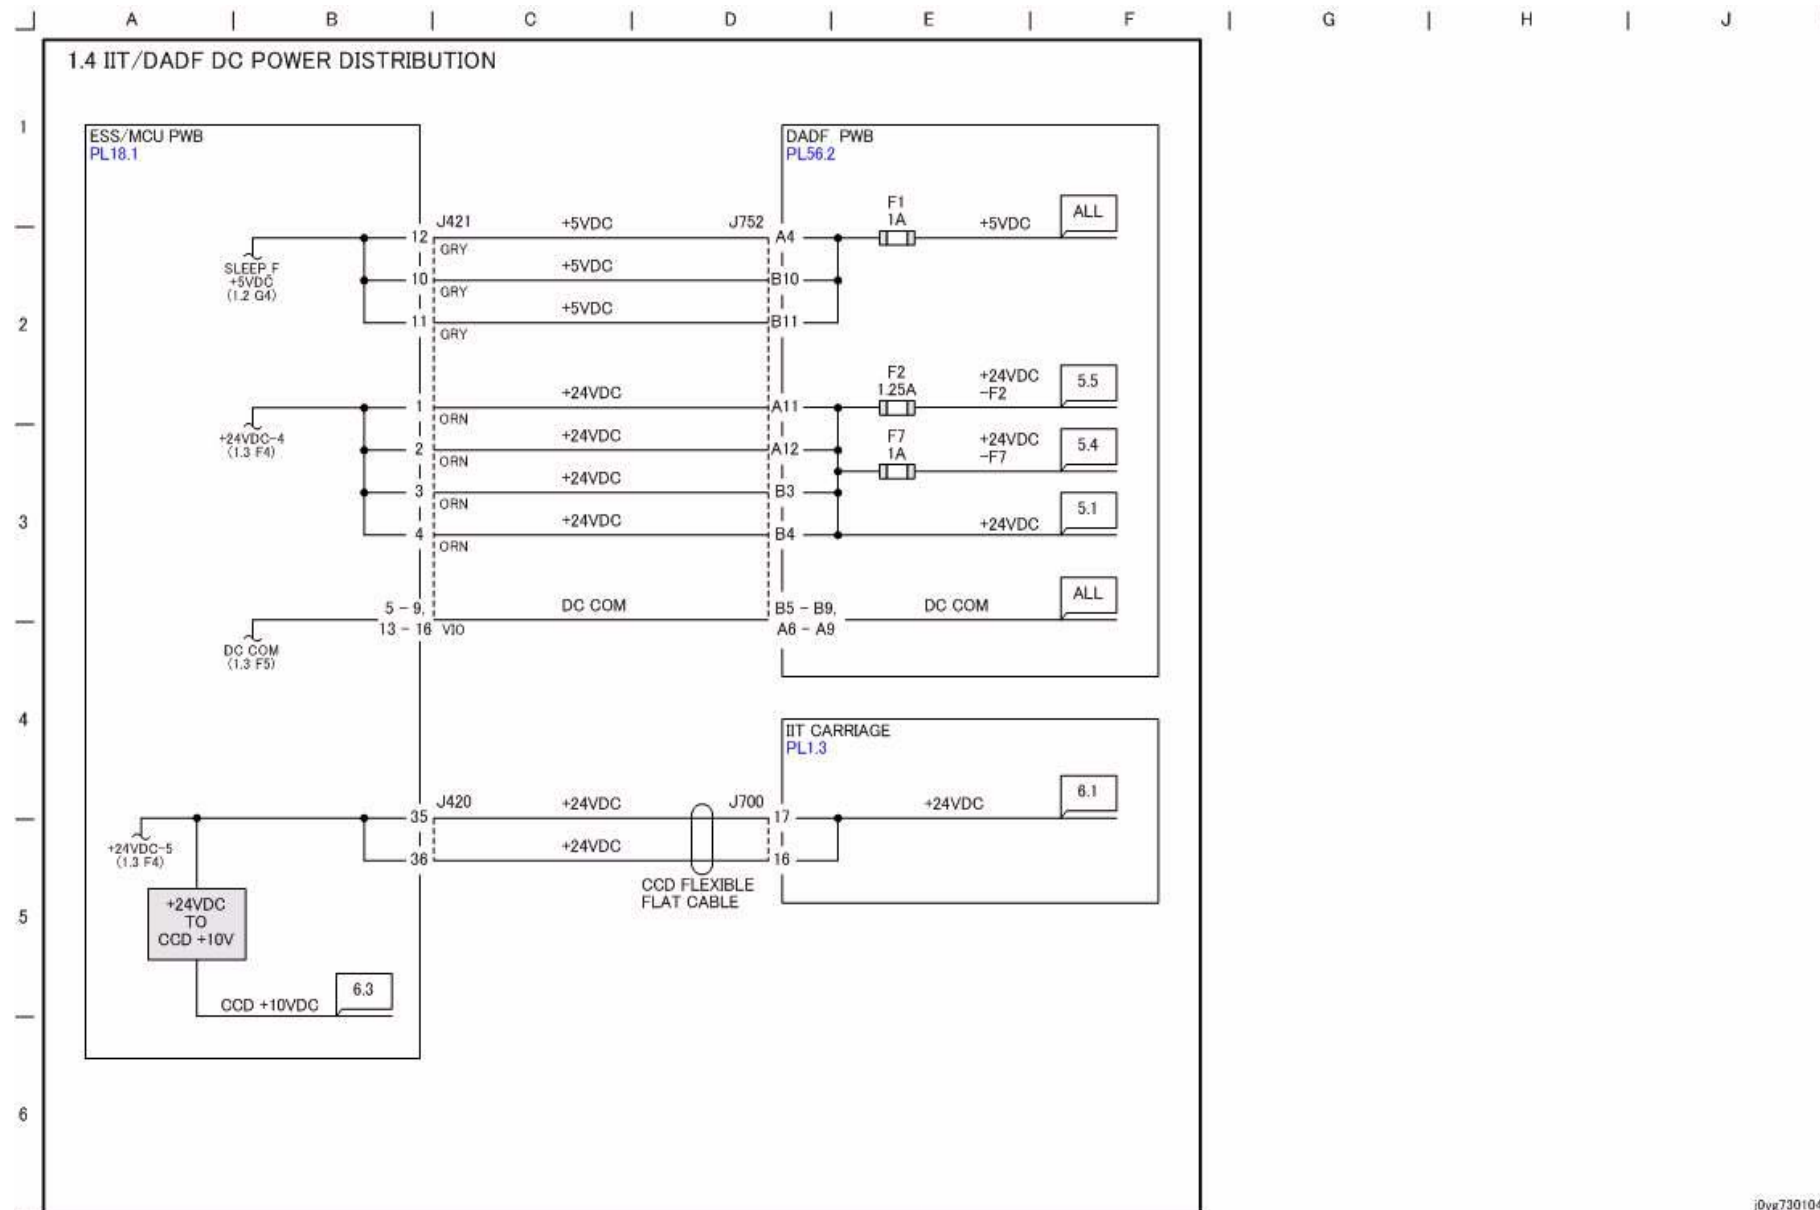 A | B | C | D | E | F | G | H | J
1.4 IIT/DADF DC POWER DISTRIBUTION
1
ESS/MCU PWB
PL18.1
DADF PWB
PL56.2
J421
+5VDC
J752
F1
1A
+5VDC
ALL
12
A4
GRY
SLEEP_F
+5VDC
(1.2 G4)
+5VDC
10
B10
GRY
+5VDC
11
B11
GRY
2
+24VDC
F2
1.25A
+24VDC
-F2
5.5
1
A11
ORN
+24VDC-4
(1.3 F4)
+24VDC
2
A12
ORN
F7
1A
+24VDC
-F7
5.4
+24VDC
3
B3
ORN
3
+24VDC
4
B4
ORN
+24VDC
5.1
5 - 9,
13 - 16
VIO
DC COM
B5 - B9,
A6 - A9
DC COM
ALL
DC COM
(1.3 F5)
4
IIT CARRIAGE
PL1.3
J420
+24VDC
J700
+24VDC
6.1
35
17
+24VDC-5
(1.3 F4)
+24VDC
36
16
CCD FLEXIBLE
FLAT CABLE
5
+24VDC
TO
CCD +10V
CCD +10VDC
6.3
6
j0vg730104